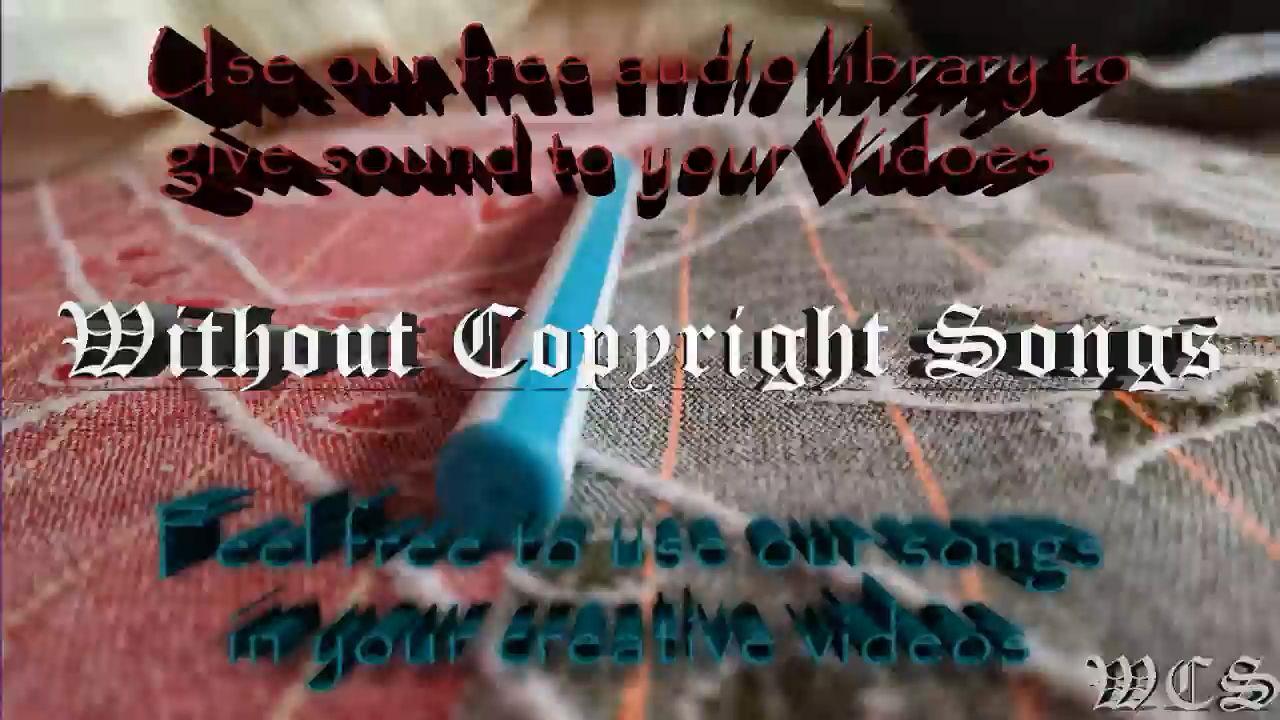 Use our free audio library to
give sound to your Vidoes
Without Copyright Songs
Feel free to use our songs
in your creative videos
WCS